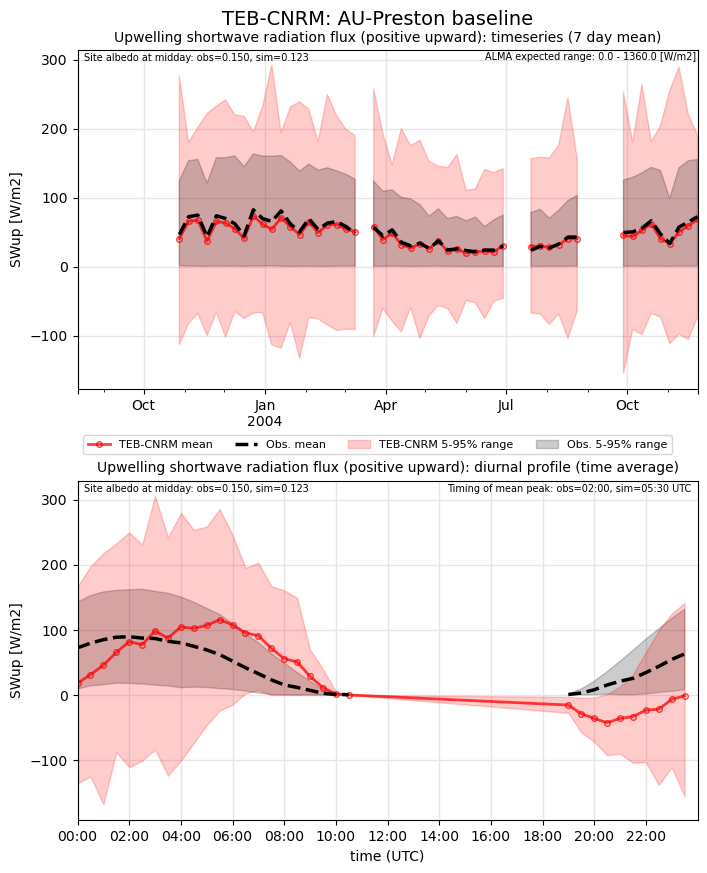 TEB-CNRM: AU-Preston baseline
Upwelling shortwave radiation flux (positive upward): timeseries (7 day mean)
Site albedo at midday: obs=0.150, sim=0.123
ALMA expected range: 0.0 - 1360.0 [W/m2]
300
200
100
0
−100
SWup [W/m2]
Oct
Jan
2004
Apr
Jul
Oct
TEB-CNRM mean
Obs. mean
TEB-CNRM 5-95% range
Obs. 5-95% range
Upwelling shortwave radiation flux (positive upward): diurnal profile (time average)
Site albedo at midday: obs=0.150, sim=0.123
Timing of mean peak: obs=02:00, sim=05:30 UTC
300
200
100
0
−100
SWup [W/m2]
00:00
02:00
04:00
06:00
08:00
10:00
12:00
14:00
16:00
18:00
20:00
22:00
time (UTC)